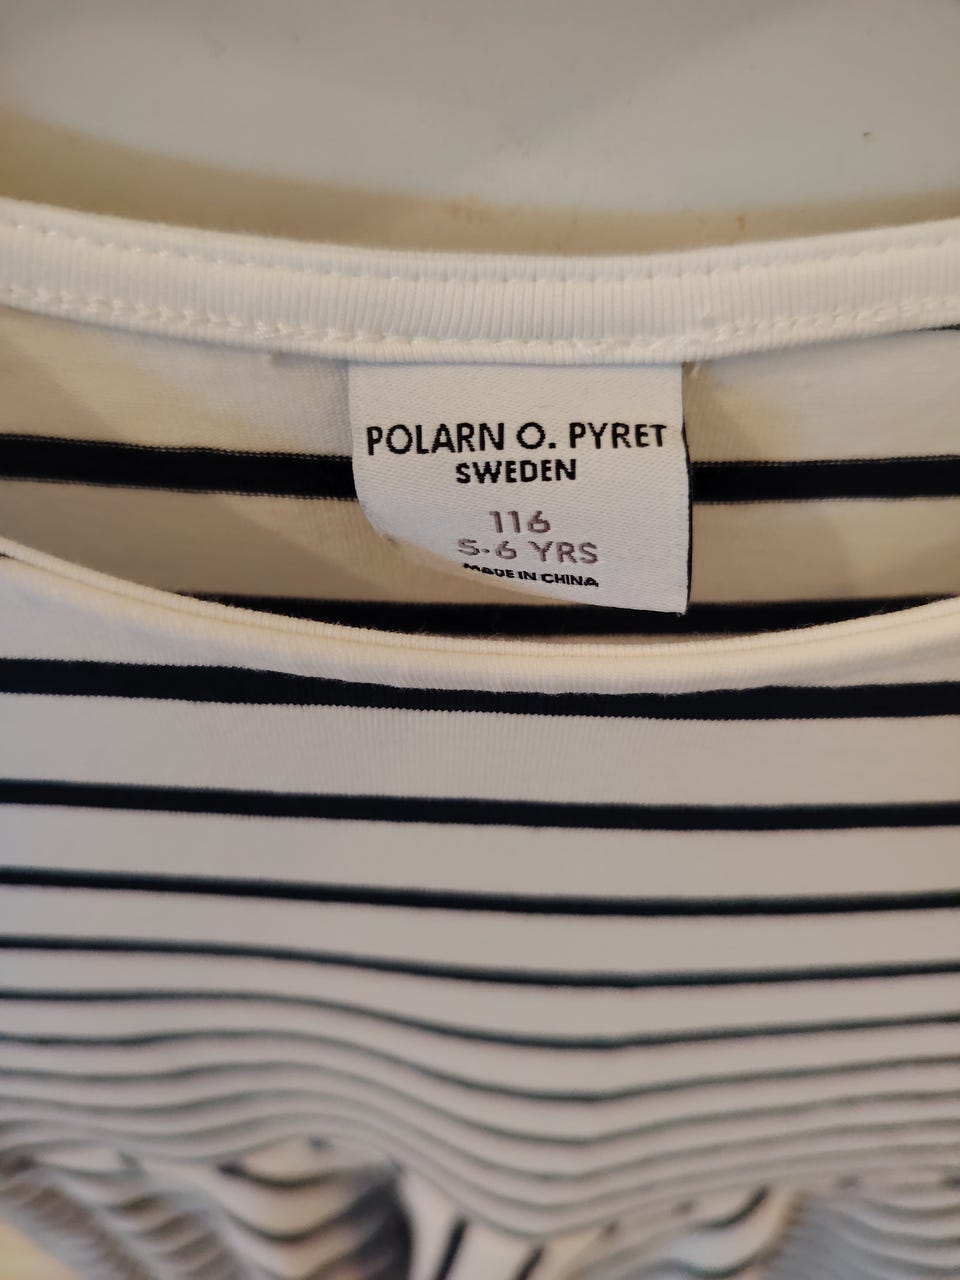 POLARN O. PYRET
SWEDEN
116
5-6 YRS
MADE IN CHINA